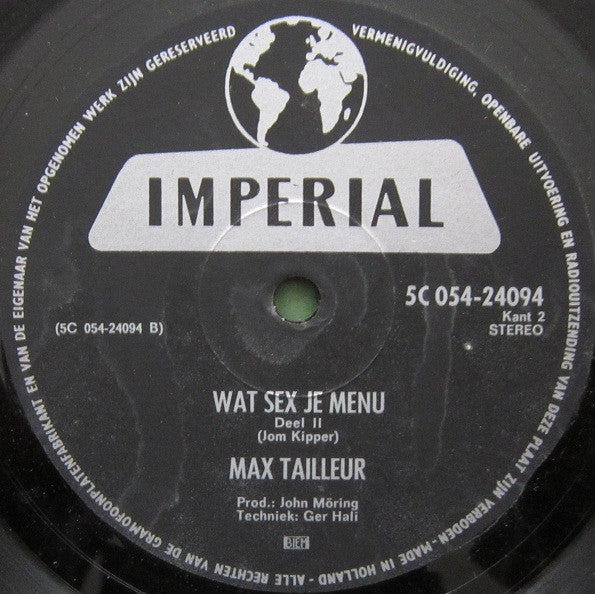 IMPERIAL
5C 054-24094
Kant 2
STEREO
(5C 054-24094 B)
WAT SEX JE MENU
Deel II
(Jom Kipper)
MAX TAILLEUR
Prod.: John Möring
Techniek: Ger Hali
BIEM
ALLE RECHTEN VAN DE GRAMOFOONPLATENFABRIKANT EN VAN DE EIGENAAR VAN HET OPGENOMEN WERK ZIJN GERESERVEERD VERMENIGVULDIGING, OPENBARE UITVOERING EN RADIOUITZENDING VAN DEZE PLAAT ZIJN VERBODEN - MADE IN HOLLAND -